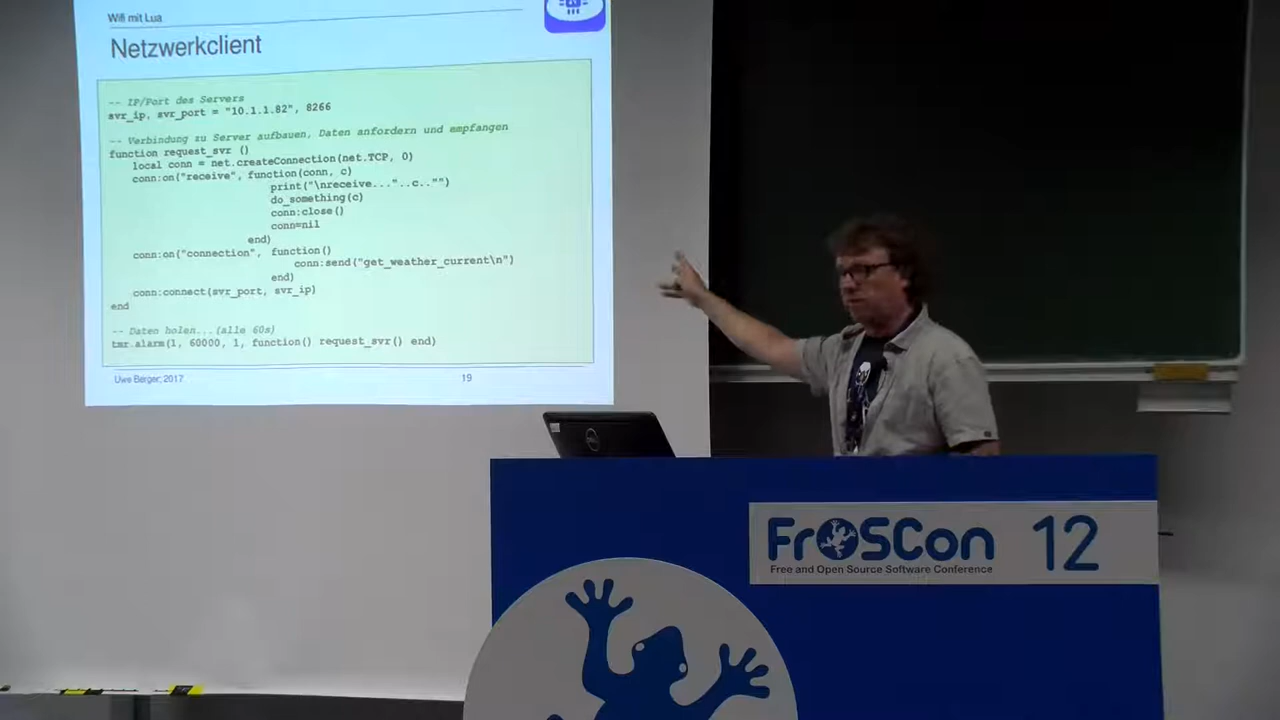 Wifi mit Lua
Netzwerkclient
-- IP/Port des Servers
svr_ip, svr_port = "10.1.1.82", 8266
-- Verbindung zu Server aufbauen, Daten anfordern und empfangen
function request_svr ()
local conn = net.createConnection(net.TCP, 0)
conn:on("receive", function(conn, c)
print("\nreceive..."..c.."")
do_something(c)
conn:close()
conn=nil
end)
conn:on("connection", function()
conn:send("get_weather_current\n")
end)
conn:connect(svr_port, svr_ip)
end
-- Daten holen...(alle 60s)
tmr.alarm(1, 60000, 1, function() request_svr() end)
Uwe Berger; 2017
19
DELL
FrOSCon 12
Free and Open Source Software Conference